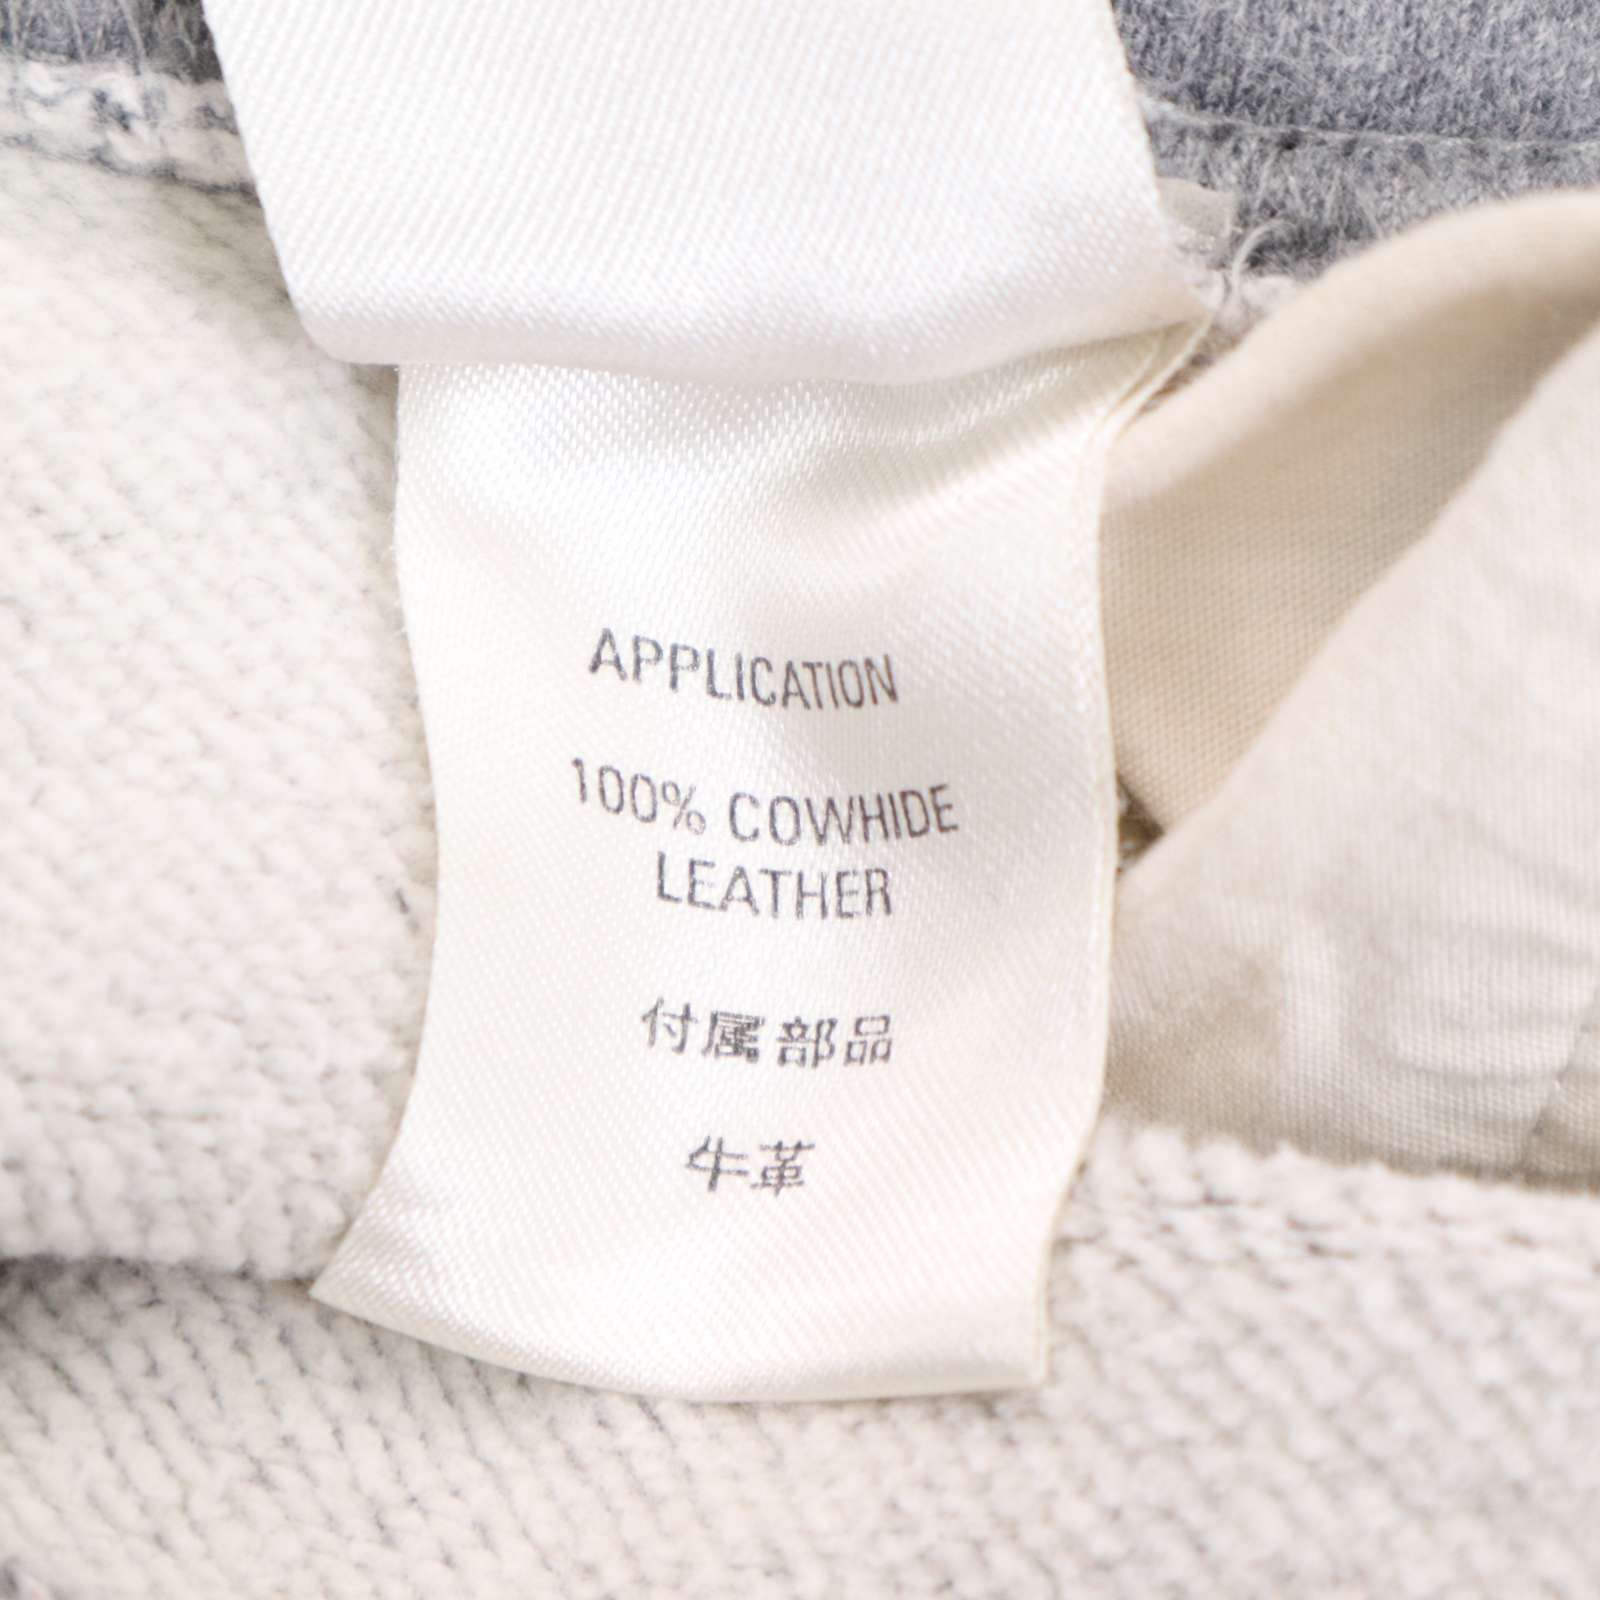 APPLICATION
100% COWHIDE
LEATHER
付属部品
牛革